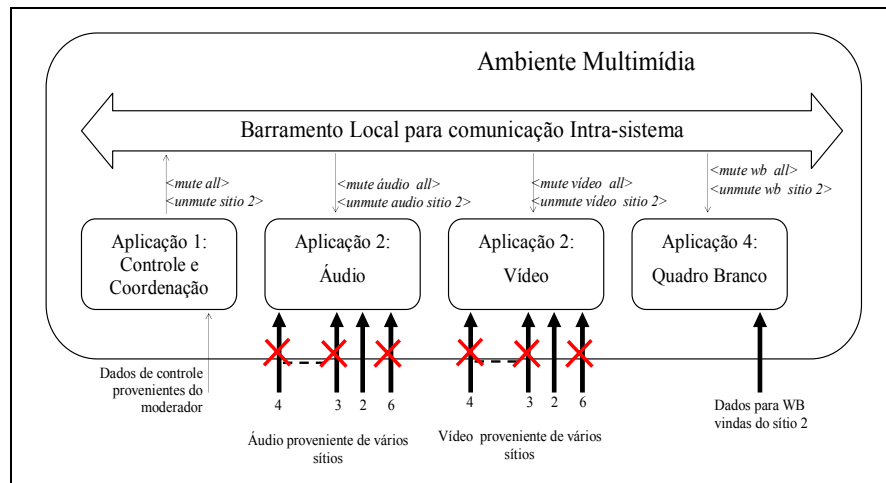 Ambiente Multimídia
Barramento Local para comunicação Intra-sistema
<mute all>
<unmute sitio 2>
<mute áudio all>
<unmute audio sitio 2>
<mute vídeo all>
<unmute vídeo sitio 2>
<mute wb all>
<unmute wb sitio 2>
Aplicação 1:
Controle e
Coordenação
Aplicação 2:
Áudio
Aplicação 2:
Vídeo
Aplicação 4:
Quadro Branco
Dados de controle
provenientes do
moderador
4
3
2
6
Áudio proveniente de vários
sítios
4
3
2
6
Vídeo proveniente de vários
sítios
Dados para WB
vindas do sítio 2